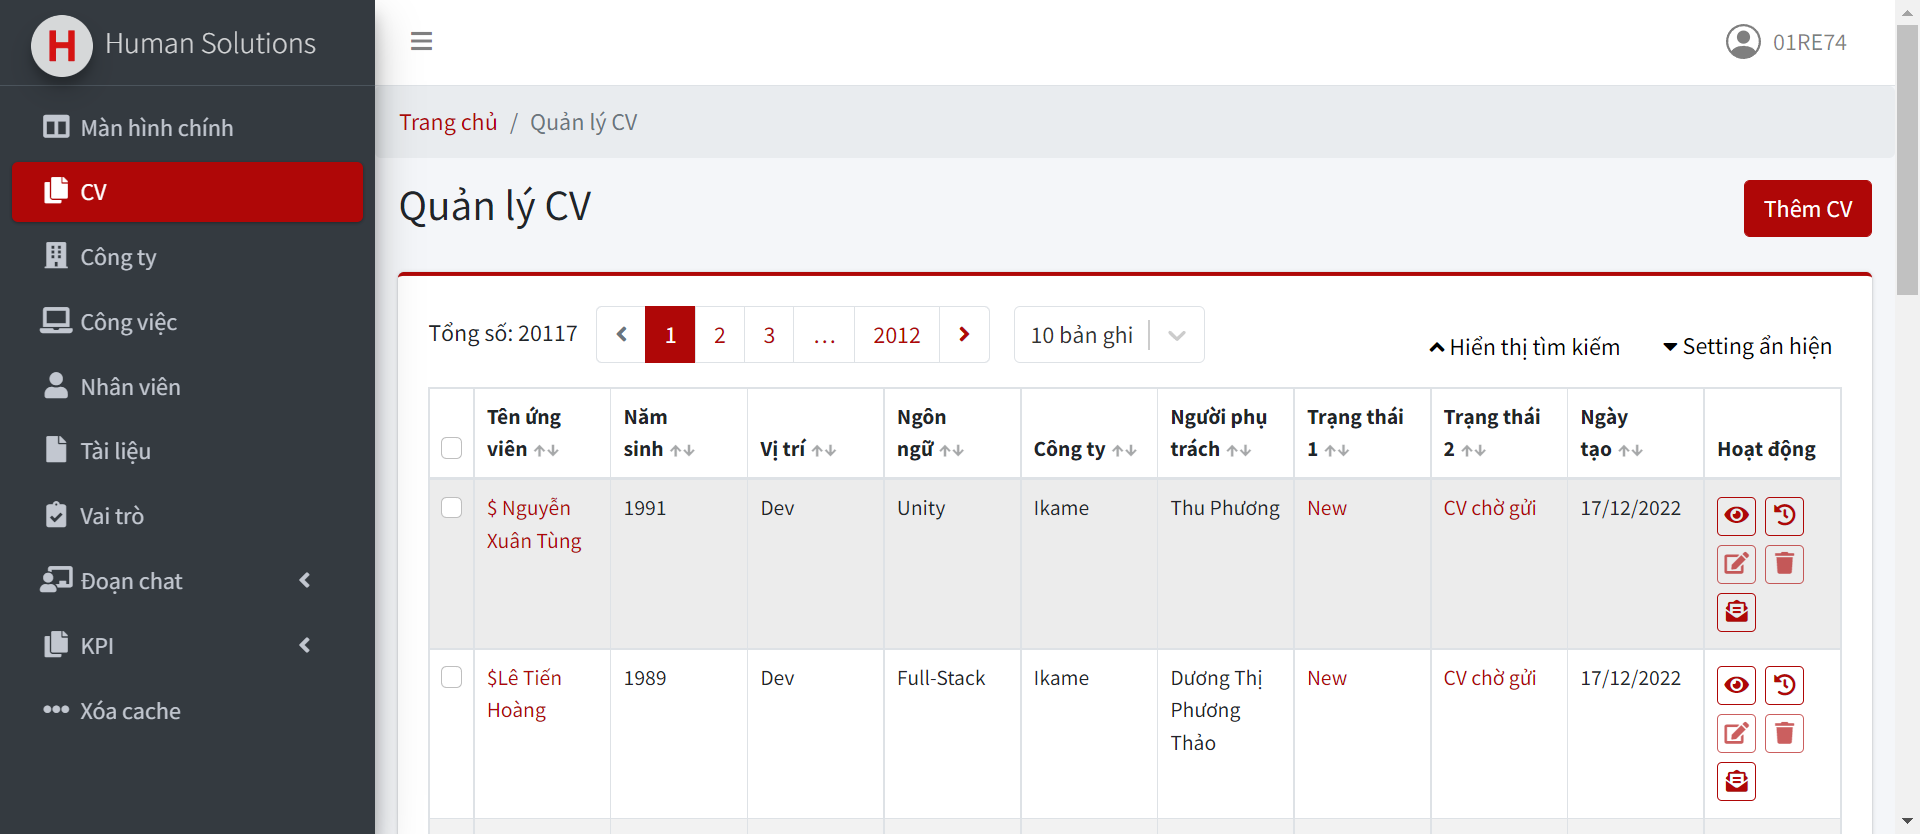 H Human Solutions
01RE74
Màn hình chính
CV
Công ty
Công việc
Nhân viên
Tài liệu
Vai trò
Đoạn chat
KPI
Xóa cache
Trang chủ / Quản lý CV
Quản lý CV
Thêm CV
Tổng số: 20117
1 2 3 ... 2012
10 bản ghi
Hiển thị tìm kiếm
Setting ẩn hiện
Tên ứng
viên
Năm
sinh
Vị trí
Ngôn
ngữ
Công ty
Người phụ
trách
Trạng thái
1
Trạng thái
2
Ngày
tạo
Hoạt động
$ Nguyễn
Xuân Tùng
1991
Dev
Unity
Ikame
Thu Phương
New
CV chờ gửi
17/12/2022
$Lê Tiến
Hoàng
1989
Dev
Full-Stack
Ikame
Dương Thị
Phương
Thảo
New
CV chờ gửi
17/12/2022